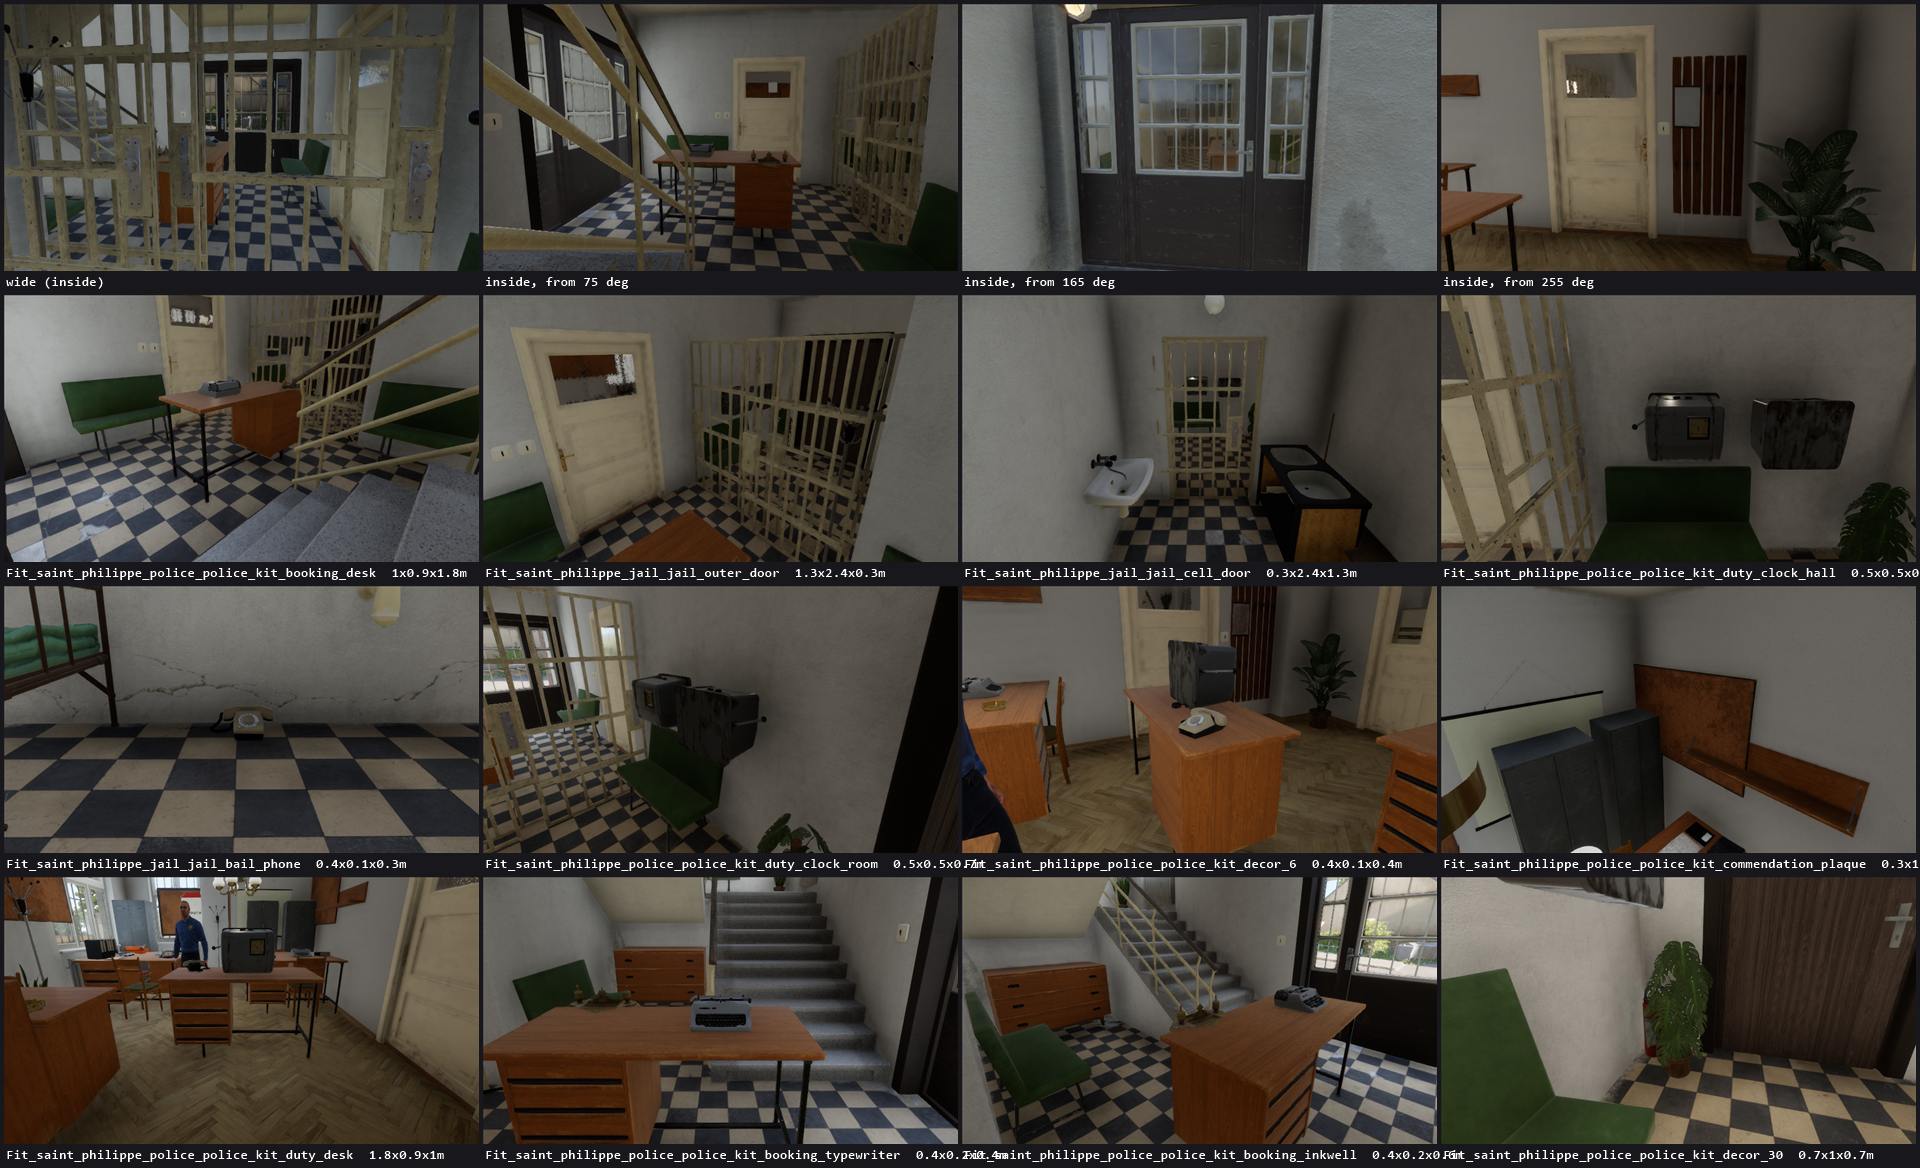 wide (inside)
inside, from 75 deg
inside, from 165 deg
inside, from 255 deg
Fit_saint_philippe_police_police_kit_booking_desk 1x0.9x1.8m
Fit_saint_philippe_jail_jail_outer_door 1.3x2.4x0.3m
Fit_saint_philippe_jail_jail_cell_door 0.3x2.4x1.3m
Fit_saint_philippe_police_police_kit_duty_clock_hall 0.5x0.5x0
Fit_saint_philippe_jail_jail_bail_phone 0.4x0.1x0.3m
Fit_saint_philippe_police_police_kit_duty_clock_room 0.5x0.5x0.
Fit_saint_philippe_police_police_kit_decor_6 0.4x0.1x0.4m
Fit_saint_philippe_police_police_kit_commendation_plaque 0.3x1
Fit_saint_philippe_police_police_kit_duty_desk 1.8x0.9x1m
Fit_saint_philippe_police_police_kit_booking_typewriter 0.4x0.2x0.4m
Fit_saint_philippe_police_police_kit_booking_inkwell 0.4x0.2x0.
Fit_saint_philippe_police_police_kit_decor_30 0.7x1x0.7m